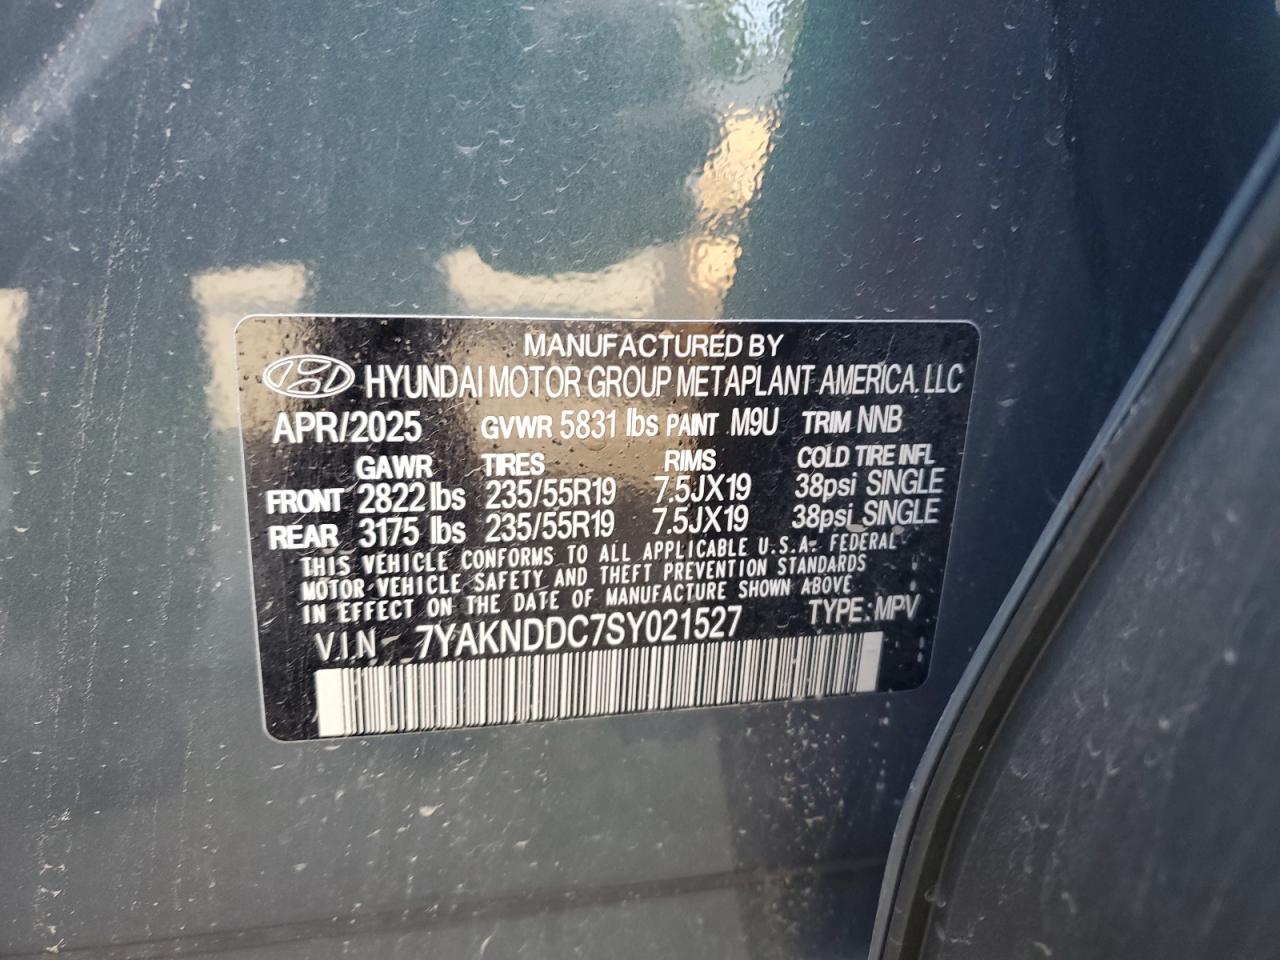 MANUFACTURED BY
HYUNDAI MOTOR GROUP METAPLANT AMERICA. LLC
APR/2025 GVWR 5831 lbs PAINT M9U TRIM NNB
GAWR TIRES RIMS COLD TIRE INFL
FRONT 2822 lbs 235/55R19 7.5JX19 38psi SINGLE
REAR 3175 lbs 235/55R19 7.5JX19 38psi SINGLE
THIS VEHICLE CONFORMS TO ALL APPLICABLE U.S.A. FEDERAL
MOTOR VEHICLE SAFETY AND THEFT PREVENTION STANDARDS
IN EFFECT ON THE DATE OF MANUFACTURE SHOWN ABOVE
V.I.N 7YAKNDDC7SY021527 TYPE:MPV